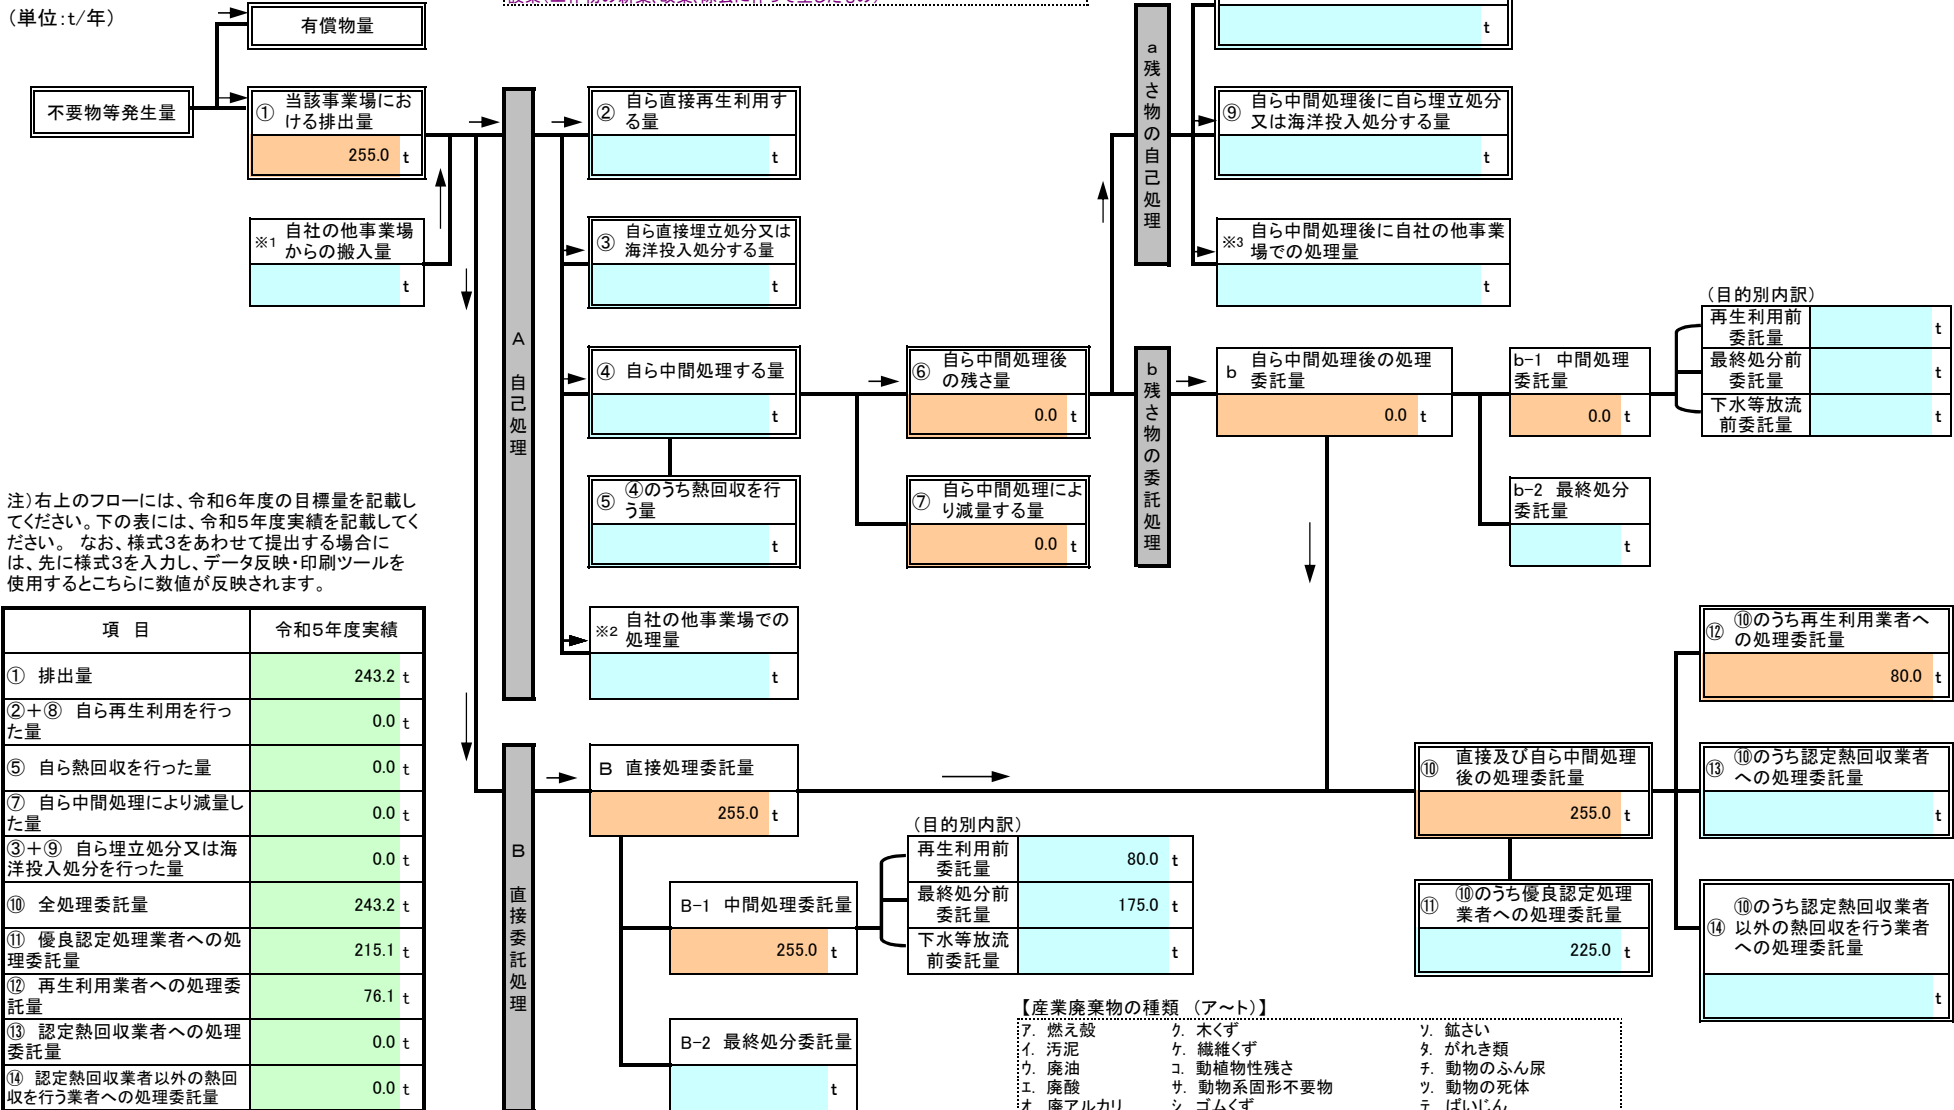 （単位：t/年）
有償物量
不要物等発生量
① 当該事業場にお
ける排出量
255.0 t
※1 自社の他事業場
からの搬入量
t
A 自己処理
② 自ら直接再生利用す
る量
t
③ 自ら直接埋立処分又は
海洋投入処分する量
t
④ 自ら中間処理する量
t
⑤ ④のうち熱回収を行
う量
t
※2 自社の他事業場での
処理量
t
⑥ 自ら中間処理後
の残さ量
0.0 t
⑦ 自ら中間処理によ
り減量する量
0.0 t
a 残さ物の自己処理
t
⑨ 自ら中間処理後に自ら埋立処分
又は海洋投入処分する量
t
※3 自ら中間処理後に自社の他事業
場での処理量
t
b 残さ物の委託処理
b 自ら中間処理後の処理
委託量
0.0 t
b-1 中間処理
委託量
0.0 t
（目的別内訳）
再生利用前
委託量
t
最終処分前
委託量
t
下水等放流
前委託量
t
b-2 最終処分
委託量
t
注）右上のフローには、令和６年度の目標量を記載し
てください。下の表には、令和５年度実績を記載してく
ださい。 なお、様式３をあわせて提出する場合に
は、先に様式３を入力し、データ反映・印刷ツールを
使用するとこちらに数値が反映されます。
項 目 令和５年度実績
① 排出量 243.2 t
②＋⑧ 自ら再生利用を行っ
た量 0.0 t
⑤ 自ら熱回収を行った量 0.0 t
⑦ 自ら中間処理により減量し
た量 0.0 t
③＋⑨ 自ら埋立処分又は海
洋投入処分を行った量 0.0 t
⑩ 全処理委託量 243.2 t
⑪ 優良認定処理業者への処
理委託量 215.1 t
⑫ 再生利用業者への処理委
託量 76.1 t
⑬ 認定熱回収業者への処理
委託量 0.0 t
⑭ 認定熱回収業者以外の熱回
収を行う業者への処理委託量 0.0 t
B 直接委託処理
B 直接処理委託量
255.0 t
B-1 中間処理委託量
255.0 t
（目的別内訳）
再生利用前
委託量 80.0 t
最終処分前
委託量 175.0 t
下水等放流
前委託量 t
B-2 最終処分委託量
t
⑩ 直接及び自ら中間処理
後の処理委託量
255.0 t
⑪ ⑩のうち優良認定処理
業者への処理委託量
225.0 t
⑫ ⑩のうち再生利用業者へ
の処理委託量
80.0 t
⑬ ⑩のうち認定熱回収業者
への処理委託量
t
⑭ ⑩のうち認定熱回収業者
以外の熱回収を行う業者
への処理委託量
t
【産業廃棄物の種類 （ア～ト）】
ア. 燃え殻 ク. 木くず ソ. 鉱さい
イ. 汚泥 ケ. 繊維くず タ. がれき類
ウ. 廃油 コ. 動植物性残さ チ. 動物のふん尿
エ. 廃酸 サ. 動物系固形不要物 ツ. 動物の死体
オ. 廃アルカリ シ. ゴムくず テ. ばいじん